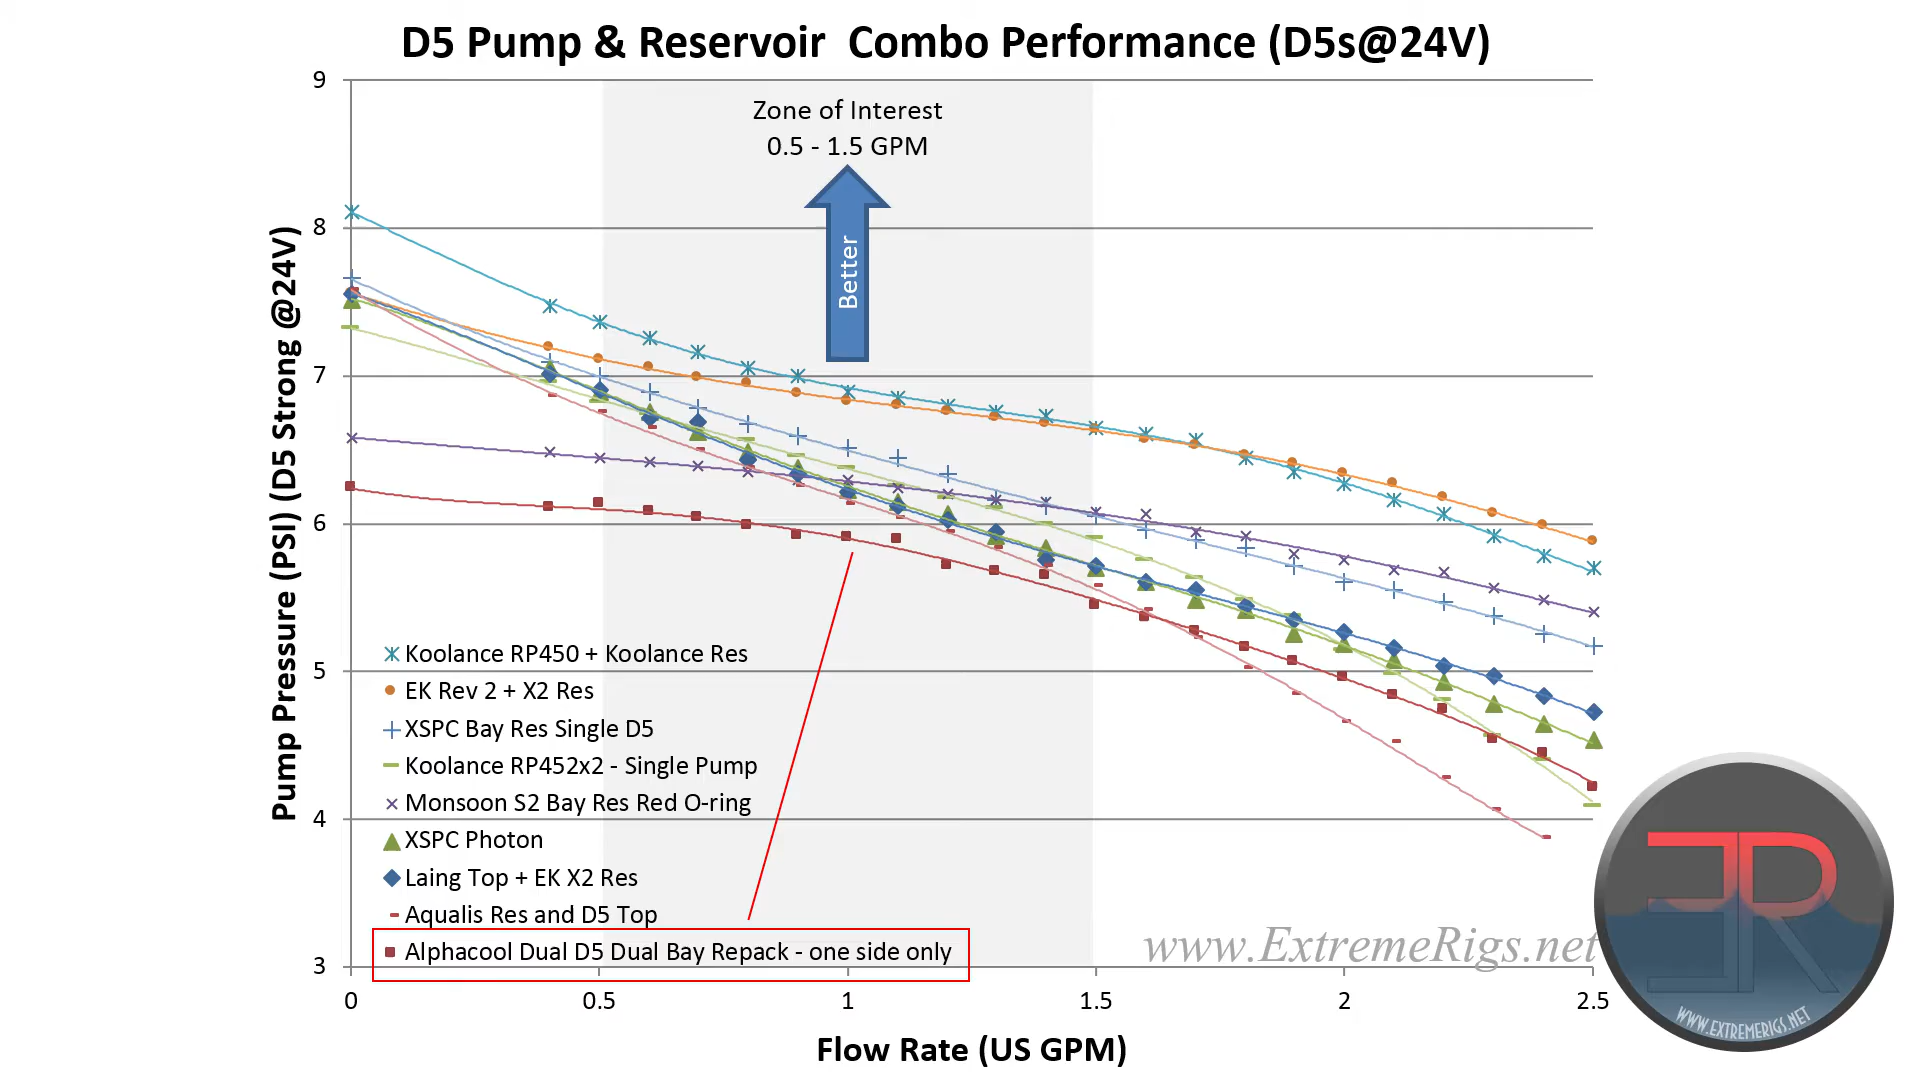 D5 Pump & Reservoir  Combo Performance (D5s@24V)
Zone of Interest
0.5 - 1.5 GPM
Better
Pump Pressure (PSI) (D5 Strong @24V)
9
8
7
6
5
4
3
Koolance RP450 + Koolance Res
EK Rev 2 + X2 Res
XSPC Bay Res Single D5
Koolance RP452x2 - Single Pump
Monsoon S2 Bay Res Red O-ring
XSPC Photon
Laing Top + EK X2 Res
Aqualis Res and D5 Top
Alphacool Dual D5 Dual Bay Repack - one side only
www.ExtremeRigs.net
0
0.5
1
1.5
2
2.5
Flow Rate (US GPM)
ER
WWW.EXTREMERIGS.NET